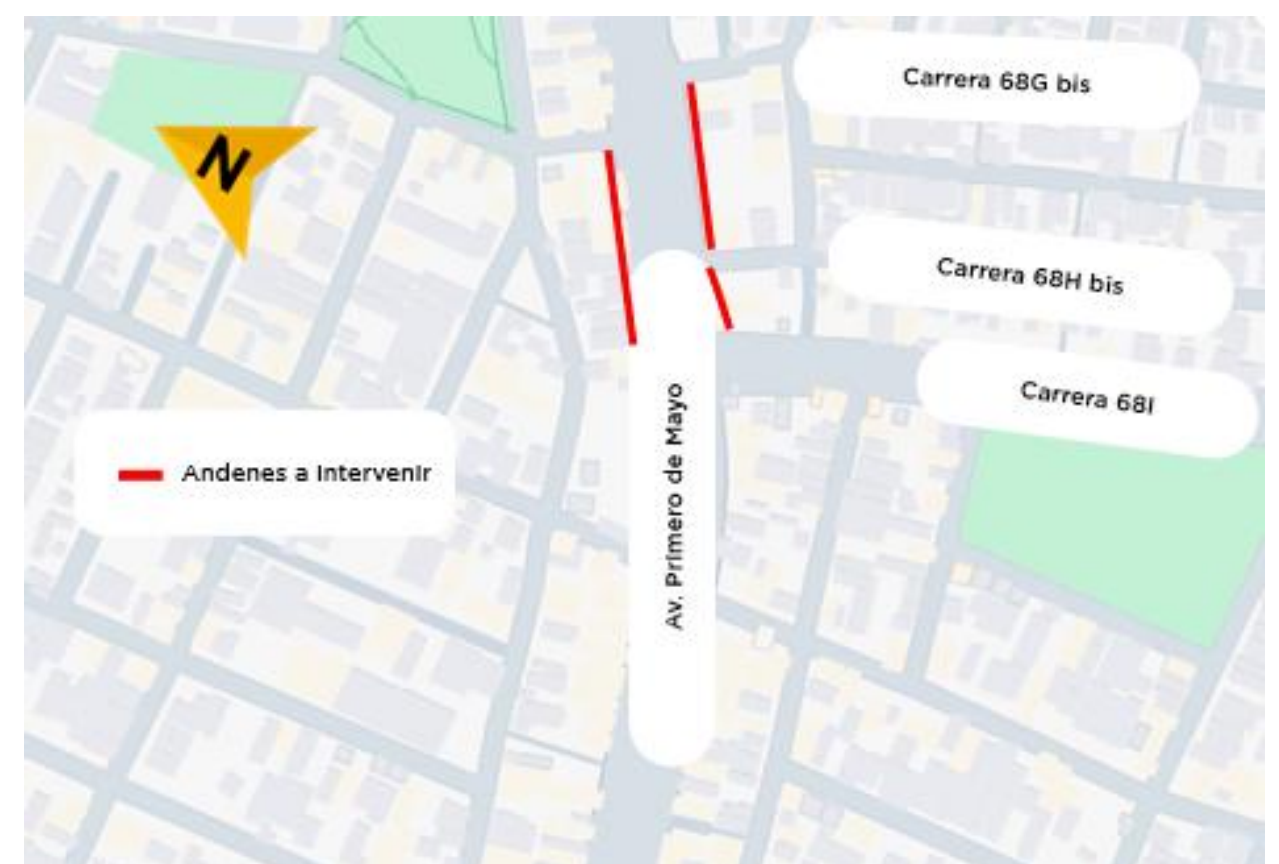 Carrera 68G bis
N
Carrera 68H bis
Carrera 68I
Av. Primero de Mayo
Andenes a Intervenir